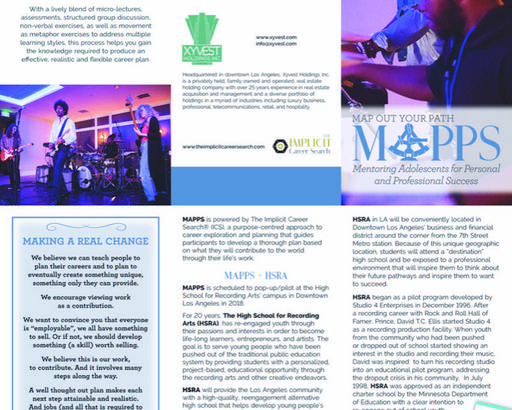 With a lively blend of micro-lectures,
assessments, structured group discussion,
non-verbal exercises, as well as movement
as metaphor exercises to address multiple
learning styles, this process helps you gain
the knowledge required to produce an
effective, realistic and flexible career plan.
XYVEST
HOLDINGS INC.
www.xyvest.com
info@xyvest.com
Headquartered in downtown Los Angeles, Xyvest Holdings Inc.
is a privately held, family owned and operated, real estate
holding company with over 25 years experience in real estate
acquisition and management and a diverse portfolio of
holdings in a myriad of industries including luxury business,
professional, telecommunications, retail, and hospitality.
www.theimplicitcareersearch.com
THE
IMPLICIT
Career Search
MAP OUT YOUR PATH
MAPPS
Mentoring Adolescents for Personal
and Professional Success
MAKING A REAL CHANGE
We believe we can teach people to
plan their careers and to plan to
eventually create something unique,
something only they can provide.
We encourage viewing work
as a contribution.
We want to convince you that everyone
is "employable", we all have something
to sell. Or if not, we should develop
something (a skill) worth selling.
We believe this is our work,
to contribute. And it involves many
steps along the way.
A well thought out plan makes each
next step attainable and realistic.
And jobs (and all that is required to
MAPPS is powered by The Implicit Career
Search® (ICS), a purpose-centred approach to
career exploration and planning that guides
participants to develop a thorough plan based
on what they will contribute to the world
through their life's work.
MAPPS + HSRA
MAPPS is scheduled to pop-up/pilot at the High
School for Recording Arts' campus in Downtown
Los Angeles in 2018.
For 20 years, The High School for Recording
Arts (HSRA), has re-engaged youth through
their passions and interests in order to become
life-long learners, entrepreneurs, and artists. The
goal is to serve young people who have been
pushed out of the traditional public education
system by providing students with a personalized,
project-based, educational opportunity through
the recording arts and other creative endeavors.
HSRA will provide the Los Angeles community
with a high-quality, reengagement alternative
high school that helps develop young people's
HSRA in LA will be conveniently located in
Downtown Los Angeles' business and financial
district around the corner from the 7th Street
Metro station. Because of this unique geographic
location, students will attend a "destination"
high school and be exposed to a professional
environment that will inspire them to think about
their future pathways and inspire them to want
to succeed.
HSRA began as a pilot program developed by
Studio 4 Enterprises in December 1996. After
a recording career with Rock and Roll Hall of
Famer, Prince, David T.C. Ellis started Studio 4
as a recording production facility. When youth
from the community who had been pushed
or dropped out of school started showing an
interest in the studio and recording their music,
David was inspired to turn his recording studio
into an educational pilot program, addressing
the dropout crisis in his community. In July
1998, HSRA was approved as an independent
charter school by the Minnesota Department
of Education with a clear intention to